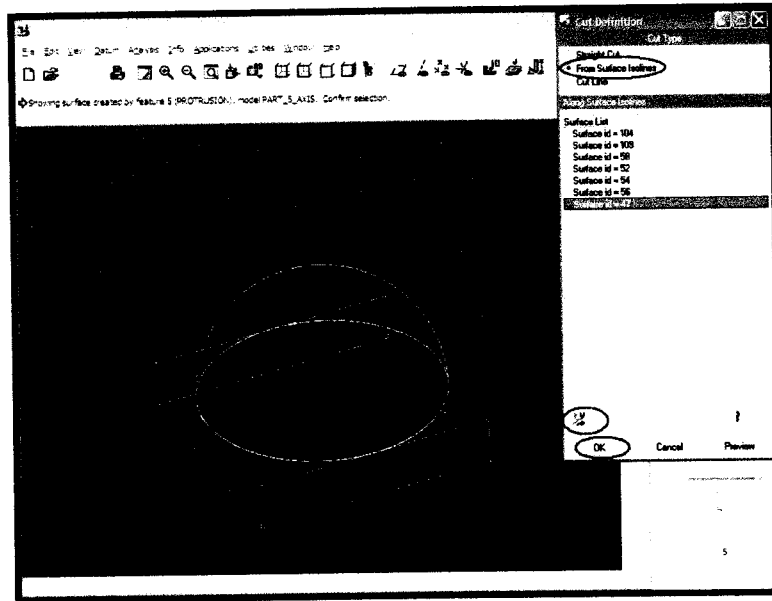 Cut Definition
Cut Type
File Edit View Datum Analysis Info Applications Utilities Window Help
Straight Cut
From Surface Isolines
Cut Line
Showing surface created by feature 5 (PROTRUSION), model PART_5_AXIS. Confirm selection.
Along Surface Isolines
Surface List
Surface id = 104
Surface id = 109
Surface id = 58
Surface id = 52
Surface id = 54
Surface id = 56
Surface id = 47
OK Cancel Preview
5